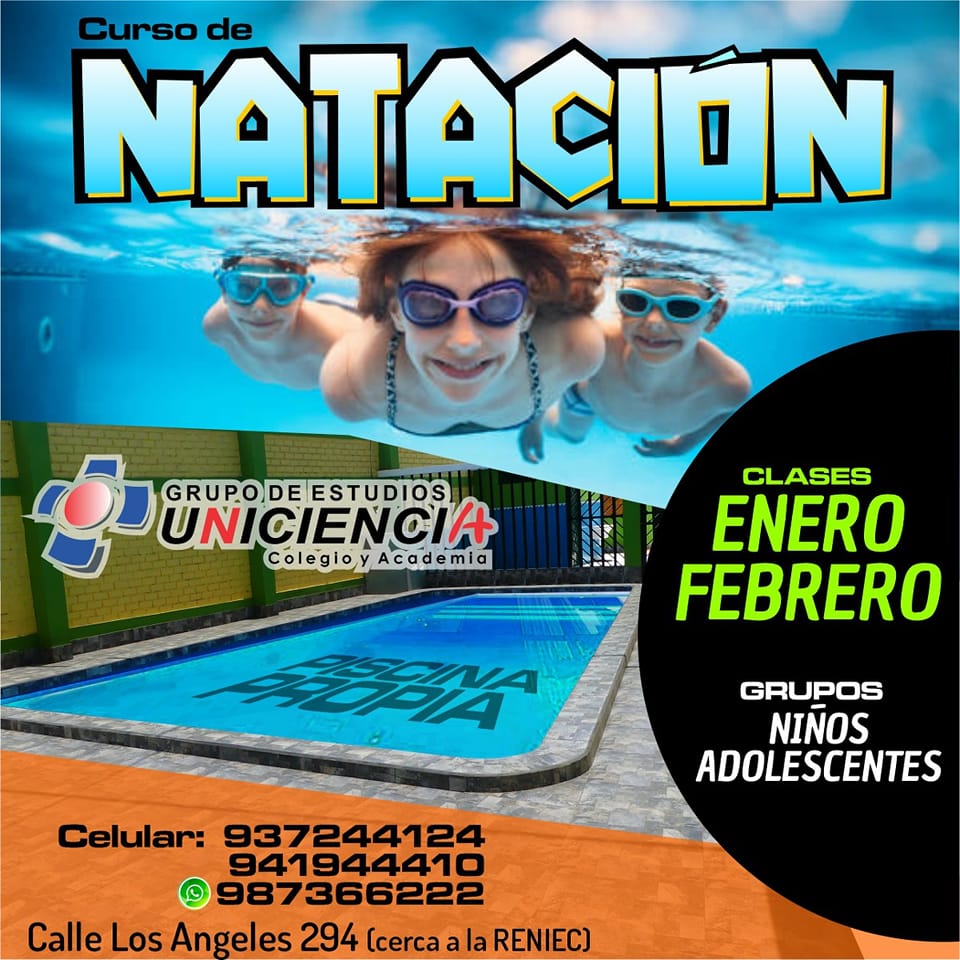 Curso de
NATACIÓN
GRUPO DE ESTUDIOS
UNICIENCIA+
Colegio y Academia
CLASES
ENERO
FEBRERO
PISCINA
PROPIA
GRUPOS
NIÑOS
ADOLESCENTES
Celular: 937244124
941944410
987366222
Calle Los Angeles 294 (cerca a la RENIEC)